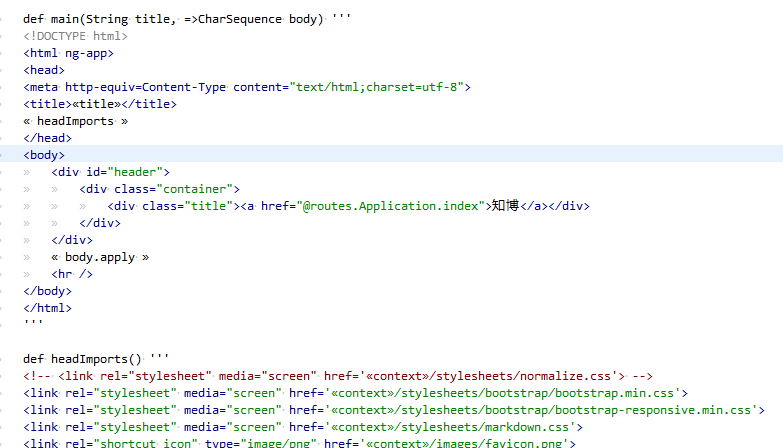 def main(String title, =>CharSequence body) '''
<!DOCTYPE html>
<html ng-app>
<head>
<meta http-equiv=Content-Type content="text/html;charset=utf-8">
<title>«title»</title>
« headImports »
</head>
<body>
<div id="header">
<div class="container">
<div class="title"><a href="@routes.Application.index">知博</a></div>
</div>
</div>
« body.apply »
<hr />
</body>
</html>
'''
def headImports() '''
<!-- <link rel="stylesheet" media="screen" href='«context»/stylesheets/normalize.css'> -->
<link rel="stylesheet" media="screen" href='«context»/stylesheets/bootstrap/bootstrap.min.css'>
<link rel="stylesheet" media="screen" href='«context»/stylesheets/bootstrap/bootstrap-responsive.min.css'>
<link rel="stylesheet" media="screen" href='«context»/stylesheets/markdown.css'>
<link rel="shortcut icon" type="image/png" href='«context»/images/favicon.png'>